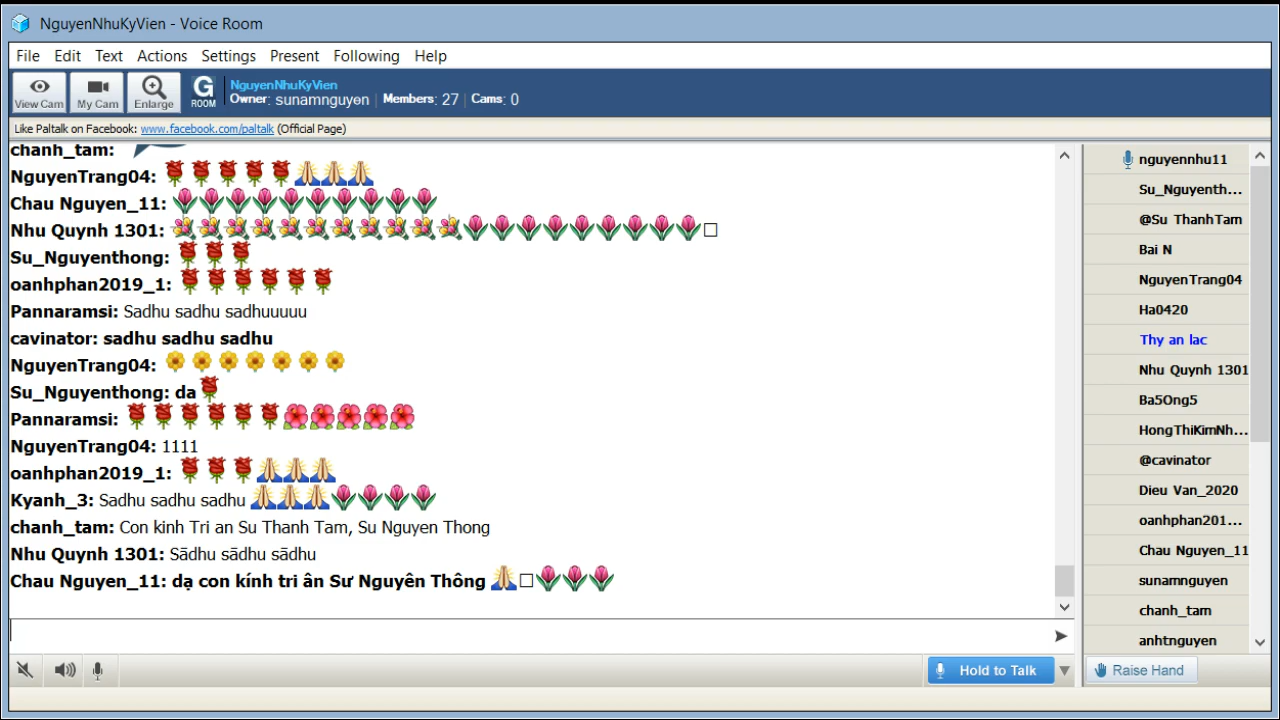 NguyenNhuKyVien - Voice Room
File Edit Text Actions Settings Present Following Help
View Cam My Cam Enlarge G ROOM
NguyenNhuKyVien
Owner: sunamnguyen | Members: 27 | Cams: 0
Like Paltalk on Facebook: www.facebook.com/paltalk (Official Page)
chanh_tam:
NguyenTrang04: 🌹🌹🌹🌹🌹🙏🙏🙏
Chau Nguyen_11: 🌷🌷🌷🌷🌷🌷🌷🌷🌷🌷
Nhu Quynh 1301: 💐💐💐💐💐💐💐💐💐💐💐🌷🌷🌷🌷🌷🌷🌷🌷🌷□
Su_Nguyenthong: 🌹🌹🌹
oanhphan2019_1: 🌹🌹🌹🌹🌹🌹
Pannaramsi: Sadhu sadhu sadhuuuuu
cavinator: sadhu sadhu sadhu
NguyenTrang04: 🌼🌼🌼🌼🌼🌼🌼
Su_Nguyenthong: da🌹
Pannaramsi: 🌹🌹🌹🌹🌹🌹🌺🌺🌺🌺🌺
NguyenTrang04: 1111
oanhphan2019_1: 🌹🌹🌹🙏🙏🙏
Kyanh_3: Sadhu sadhu sadhu 🙏🙏🙏🌷🌷🌷🌷
chanh_tam: Con kinh Tri an Su Thanh Tam, Su Nguyen Thong
Nhu Quynh 1301: Sādhu sādhu sādhu
Chau Nguyen_11: dạ con kính tri ân Sư Nguyên Thông 🙏□🌷🌷🌷
nguyennhu11
Su_Nguyenth...
@Su ThanhTam
Bai N
NguyenTrang04
Ha0420
Thy an lac
Nhu Quynh 1301
Ba5Ong5
HongThiKimNh...
@cavinator
Dieu Van_2020
oanhphan201...
Chau Nguyen_11
sunamnguyen
chanh_tam
anhtnguyen
Hold to Talk
Raise Hand